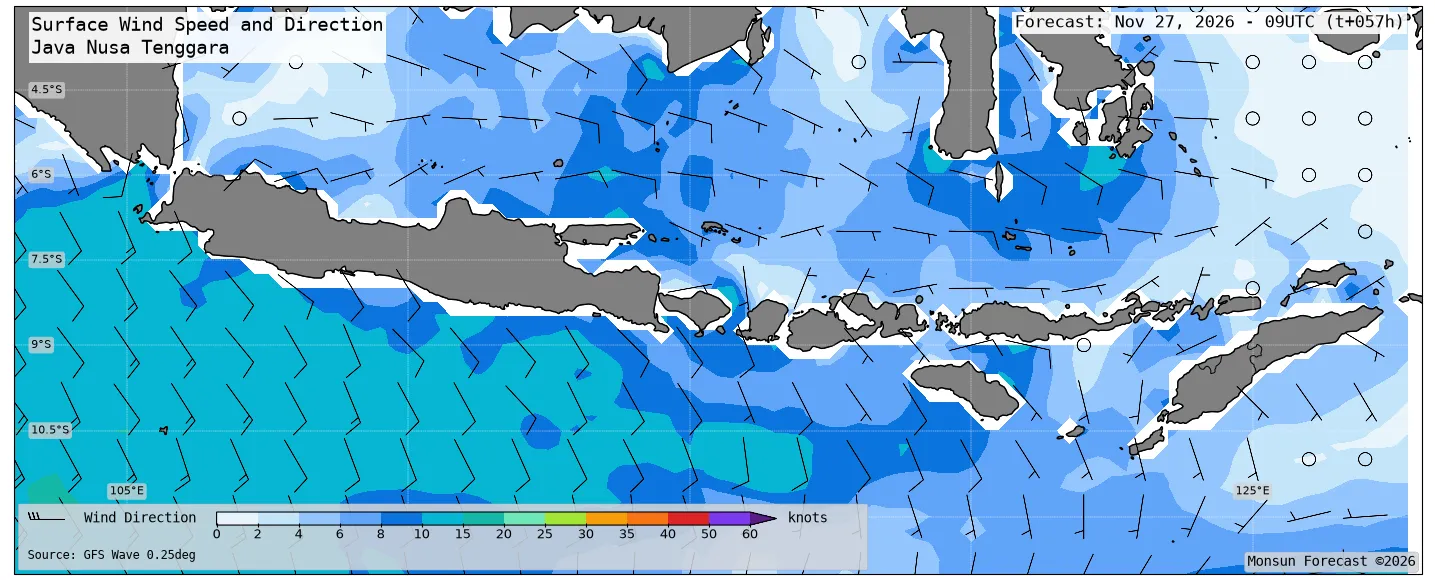 Surface Wind Speed and Direction
Java Nusa Tenggara
Forecast: Nov 27, 2026 - 09UTC (t+057h)
4.5°S
6°S
7.5°S
9°S
10.5°S
105°E
125°E
Wind Direction
knots
0 2 4 6 8 10 15 20 25 30 35 40 50 60
Source: GFS Wave 0.25deg
Monsun Forecast ©2026